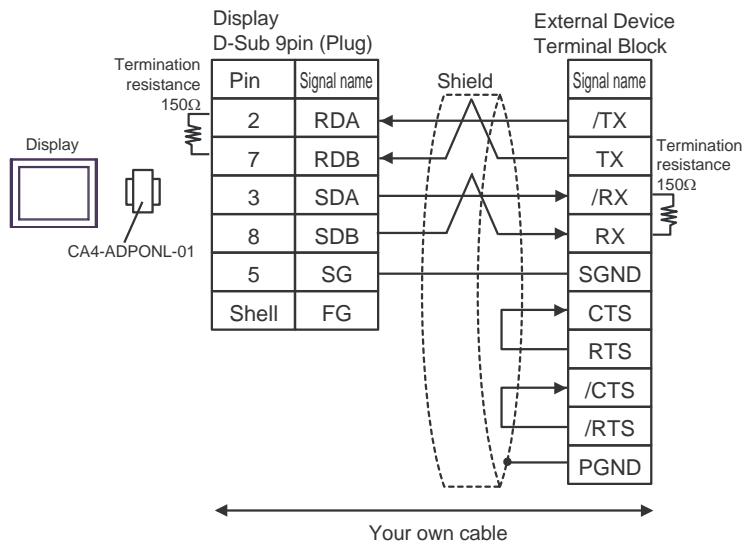 Display
D-Sub 9pin (Plug)
External Device
Terminal Block
Termination
resistance
150Ω
Pin
Signal name
Shield
Signal name
2
RDA
/TX
7
RDB
TX
Termination
resistance
150Ω
Display
3
SDA
/RX
8
SDB
RX
CA4-ADPONL-01
5
SG
SGND
Shell
FG
CTS
RTS
/CTS
/RTS
PGND
Your own cable